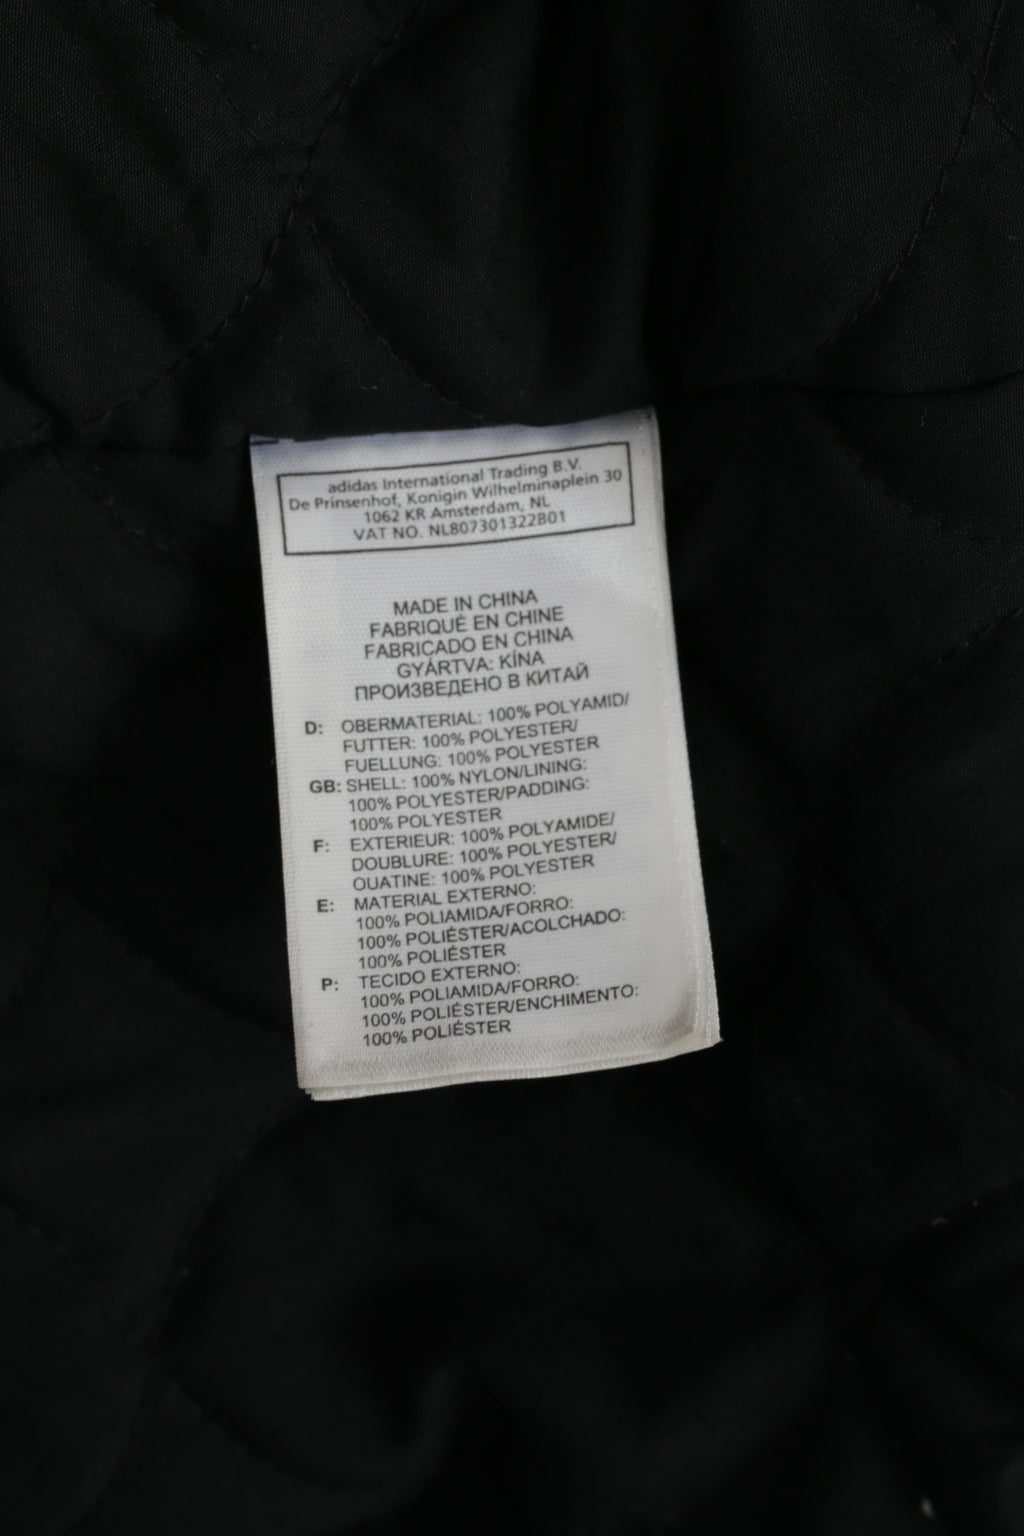 adidas International Trading B.V.
De Prinsenhof, Konigin Wilhelminaplein 30
1062 KR Amsterdam, NL
VAT NO. NL807301322B01
MADE IN CHINA
FABRIQUÉ EN CHINE
FABRICADO EN CHINA
GYÁRTVA: KÍNA
ПРОИЗВЕДЕНО В КИТАЙ
D: OBERMATERIAL: 100% POLYAMID/
FUTTER: 100% POLYESTER/
FUELLUNG: 100% POLYESTER
GB: SHELL: 100% NYLON/LINING:
100% POLYESTER/PADDING:
100% POLYESTER
F: EXTERIEUR: 100% POLYAMIDE/
DOUBLURE: 100% POLYESTER/
OUATINE: 100% POLYESTER
E: MATERIAL EXTERNO:
100% POLIAMIDA/FORRO:
100% POLIÉSTER/ACOLCHADO:
100% POLIÉSTER
P: TECIDO EXTERNO:
100% POLIAMIDA/FORRO:
100% POLIÉSTER/ENCHIMENTO:
100% POLIÉSTER